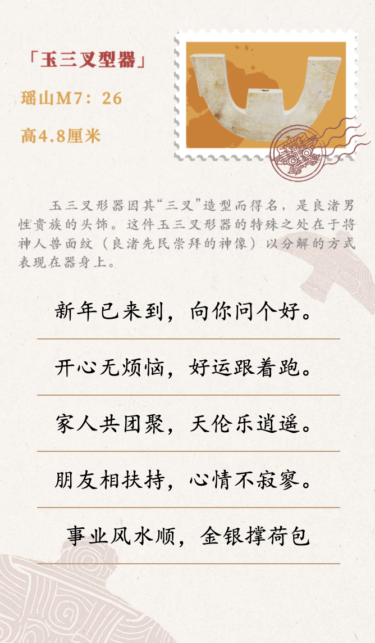 「玉三叉型器」
瑶山M7：26
高4.8厘米
玉三叉形器因其“三叉”造型而得名，是良渚男
性贵族的头饰。这件玉三叉形器的特殊之处在于将
神人兽面纹（良渚先民崇拜的神像）以分解的方式
表现在器身上。
新年已来到，向你问个好。
开心无烦恼，好运跟着跑。
家人共团聚，天伦乐逍遥。
朋友相扶持，心情不寂寥。
事业风水顺，金银撑荷包